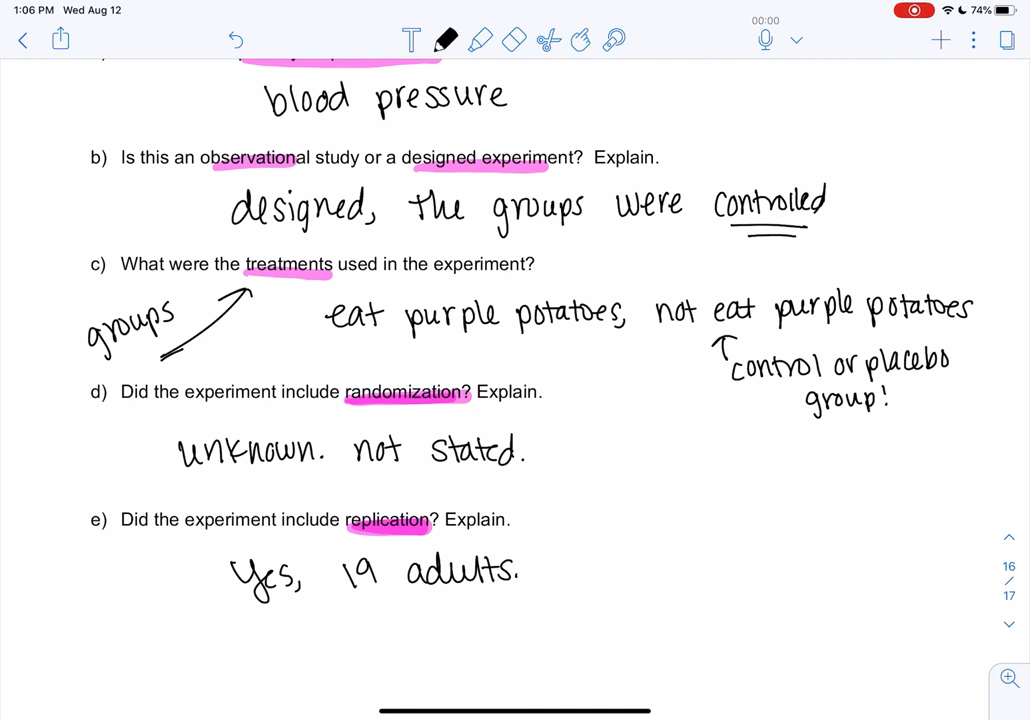 1:06 PM Wed Aug 12
74%
00:00
T
blood pressure
b) Is this an observational study or a designed experiment? Explain.
designed, the groups were controlled
c) What were the treatments used in the experiment?
groups
eat purple potatoes, not eat purple potatoes
control or placebo
group!
d) Did the experiment include randomization? Explain.
unknown. not stated.
e) Did the experiment include replication? Explain.
Yes, 19 adults.
16
/
17